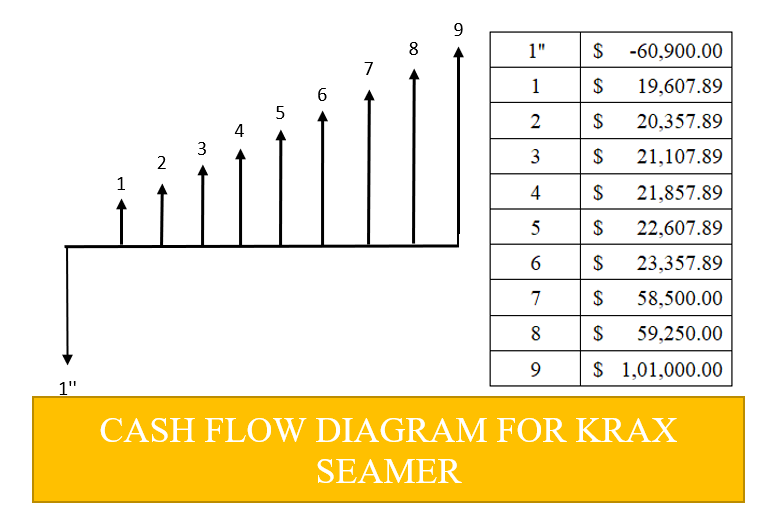 9
8
7
6
5
4
3
2
1
1"
1" $ -60,900.00
1 $ 19,607.89
2 $ 20,357.89
3 $ 21,107.89
4 $ 21,857.89
5 $ 22,607.89
6 $ 23,357.89
7 $ 58,500.00
8 $ 59,250.00
9 $ 1,01,000.00
CASH FLOW DIAGRAM FOR KRAX
SEAMER